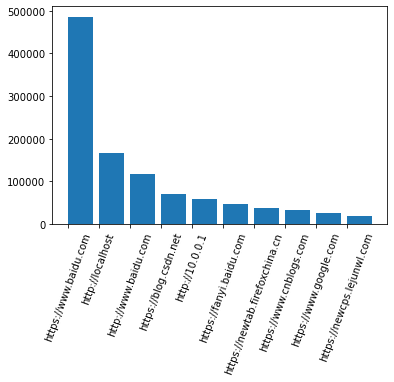 500000
400000
300000
200000
100000
0
https://www.baidu.com
http://localhost
http://www.baidu.com
https://blog.csdn.net
http://10.0.0.1
https://fanyi.baidu.com
https://newtab.firefoxchina.cn
https://www.cnblogs.com
https://www.google.com
https://newcps.lejunwl.com